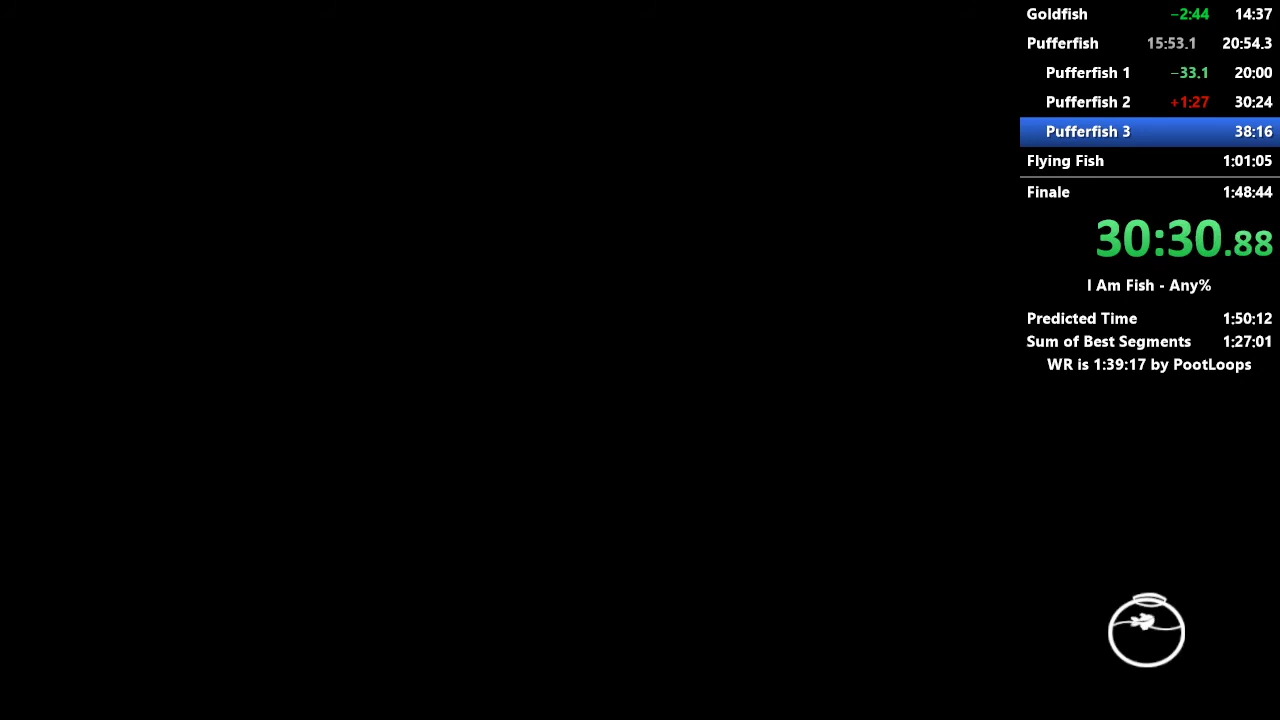 Goldfish −2:44 14:37
Pufferfish 15:53.1 20:54.3
Pufferfish 1 −33.1 20:00
Pufferfish 2 +1:27 30:24
Pufferfish 3 38:16
Flying Fish 1:01:05
Finale 1:48:44
30:30.88
I Am Fish - Any%
Predicted Time 1:50:12
Sum of Best Segments 1:27:01
WR is 1:39:17 by PootLoops